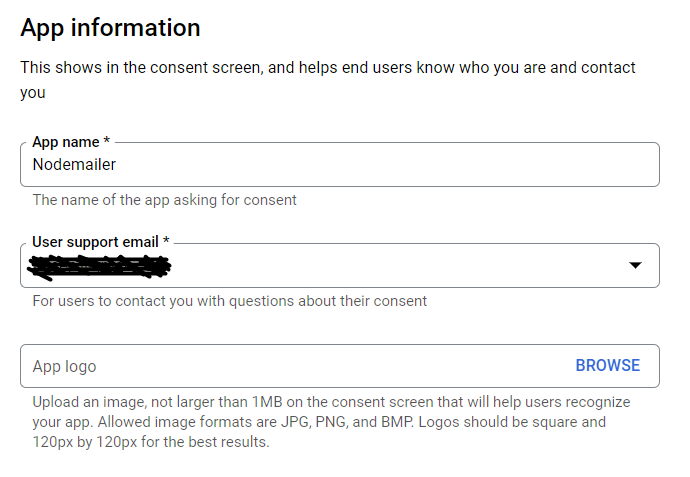 App information
This shows in the consent screen, and helps end users know who you are and contact
you
App name *
Nodemailer
The name of the app asking for consent
User support email *
For users to contact you with questions about their consent
App logo
BROWSE
Upload an image, not larger than 1MB on the consent screen that will help users recognize
your app. Allowed image formats are JPG, PNG, and BMP. Logos should be square and
120px by 120px for the best results.